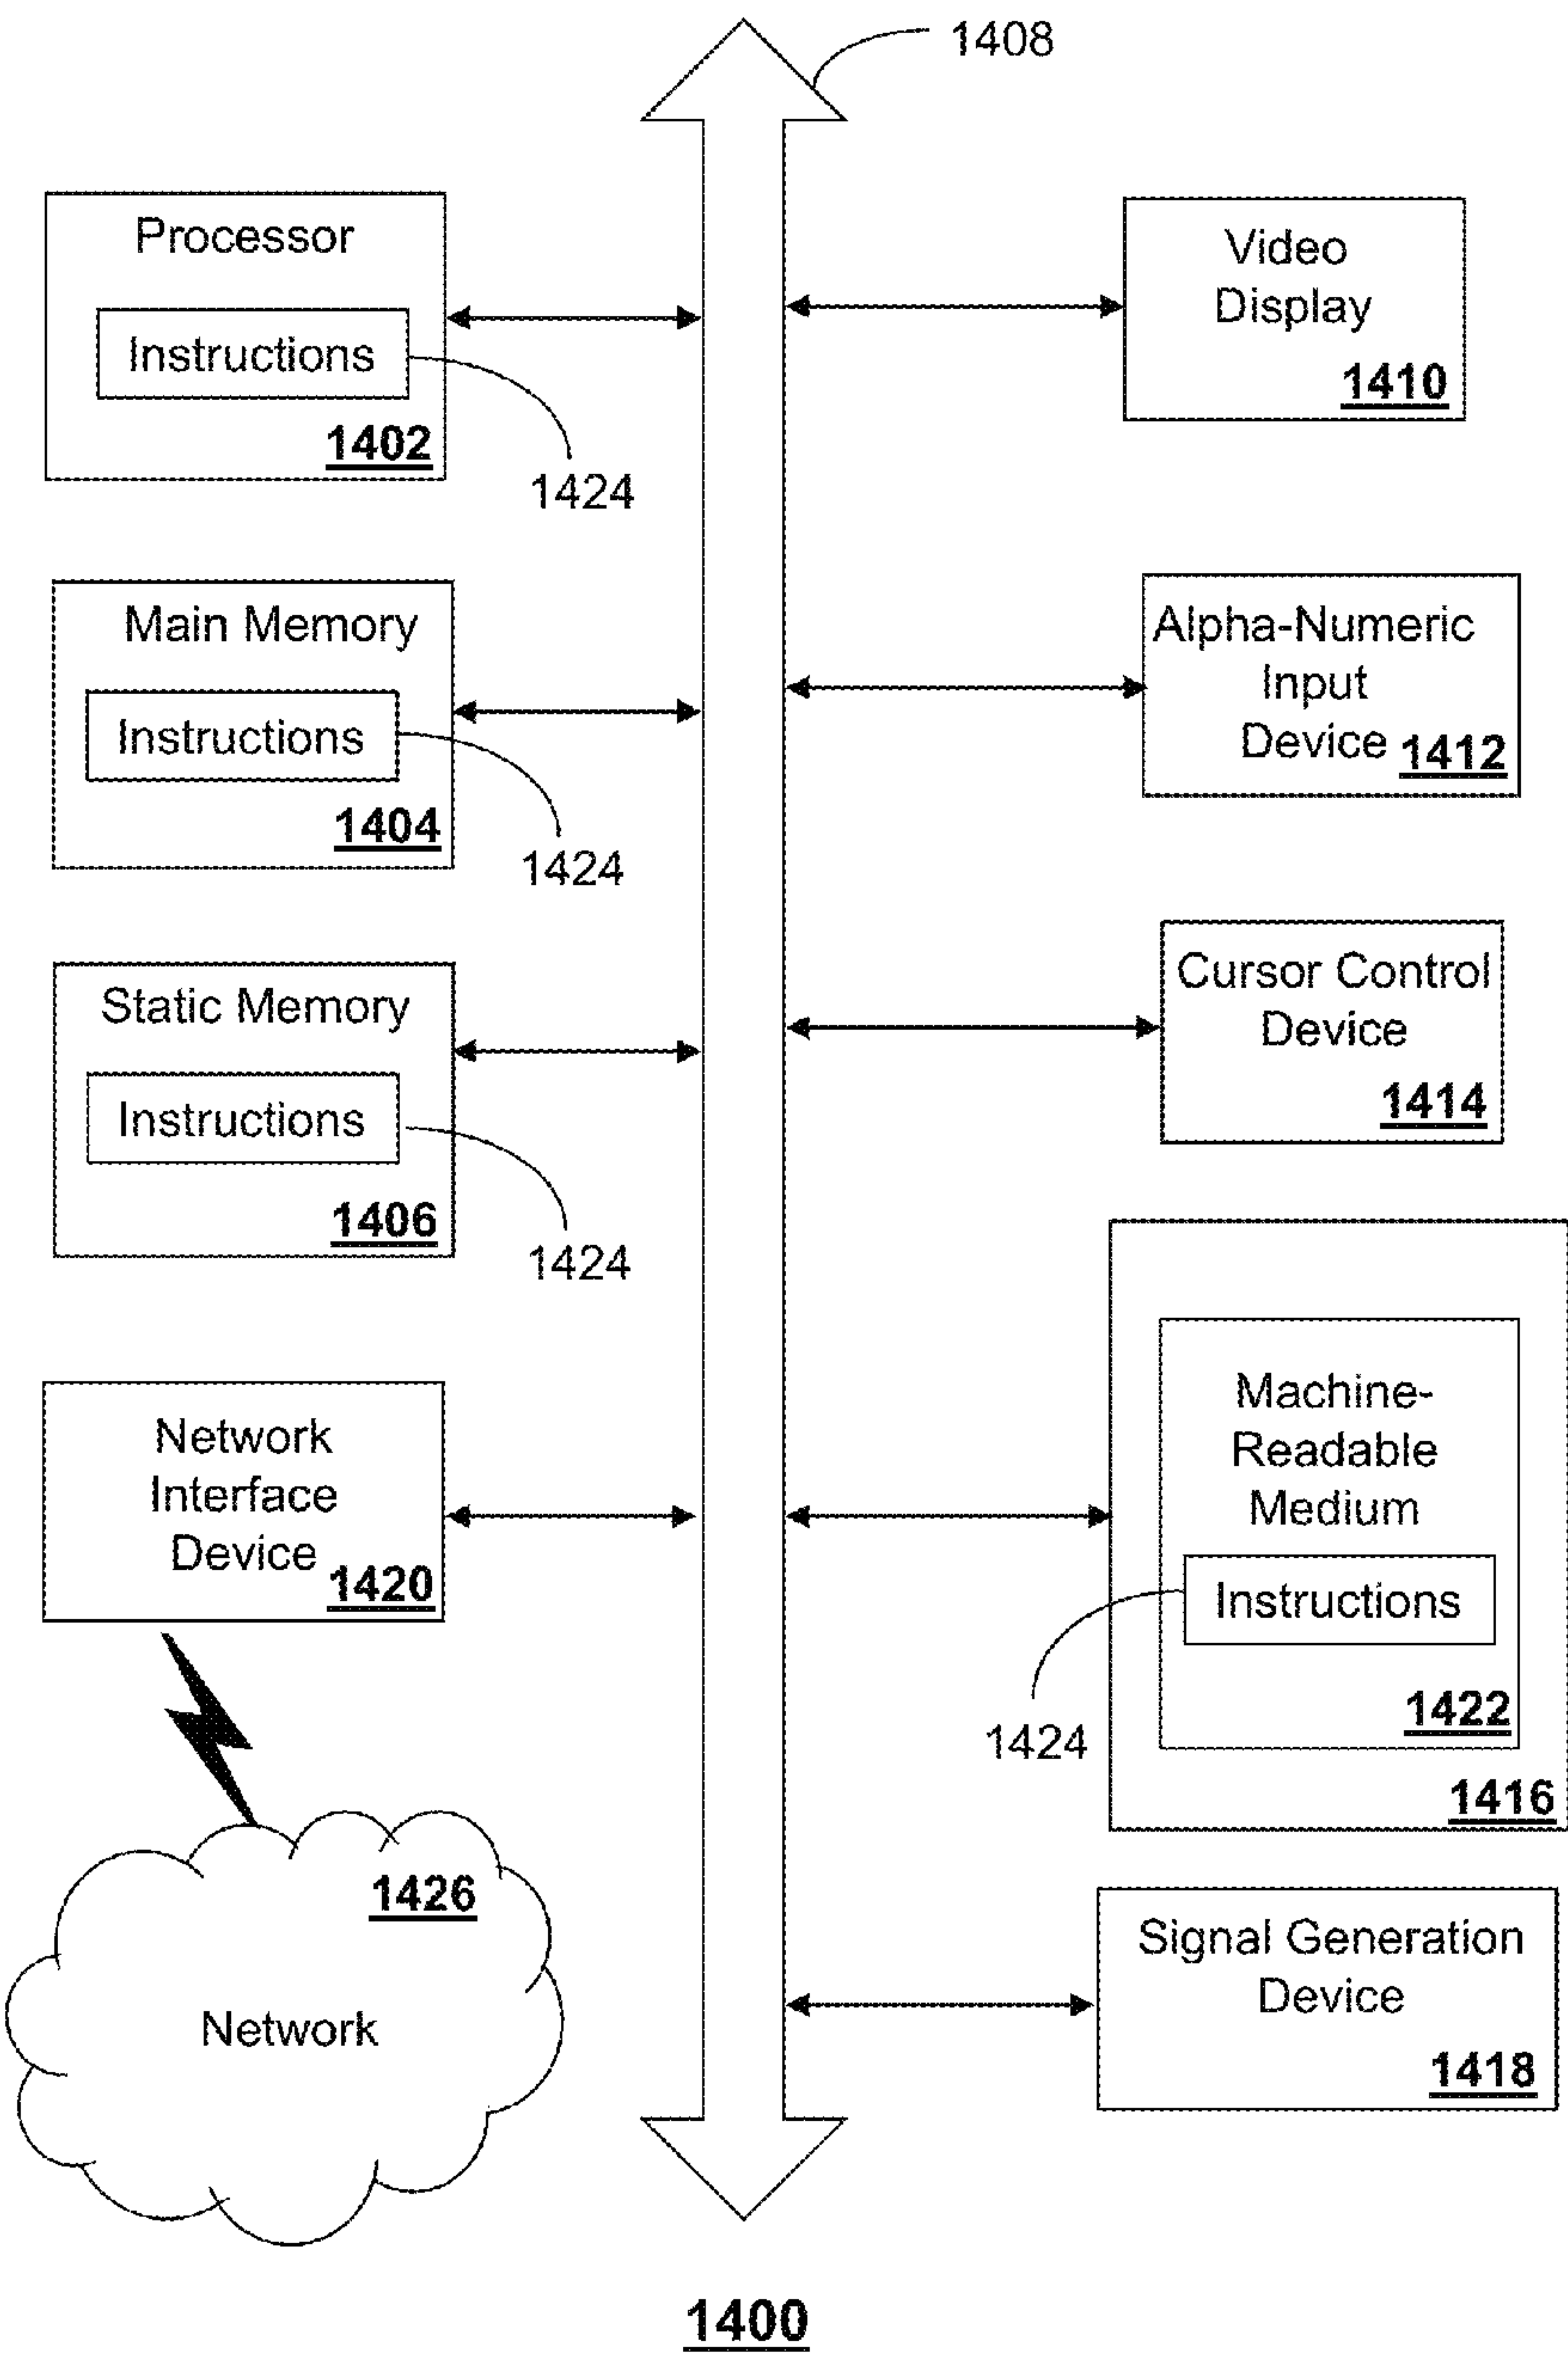 1408
Processor
Instructions
1402
1424
Main Memory
Instructions
1404
1424
Static Memory
Instructions
1406
1424
Network
Interface
Device
1420
1426
Network
Video
Display
1410
Alpha-Numeric
Input
Device
1412
Cursor Control
Device
1414
Machine-
Readable
Medium
Instructions
1424
1422
1416
Signal Generation
Device
1418
1400